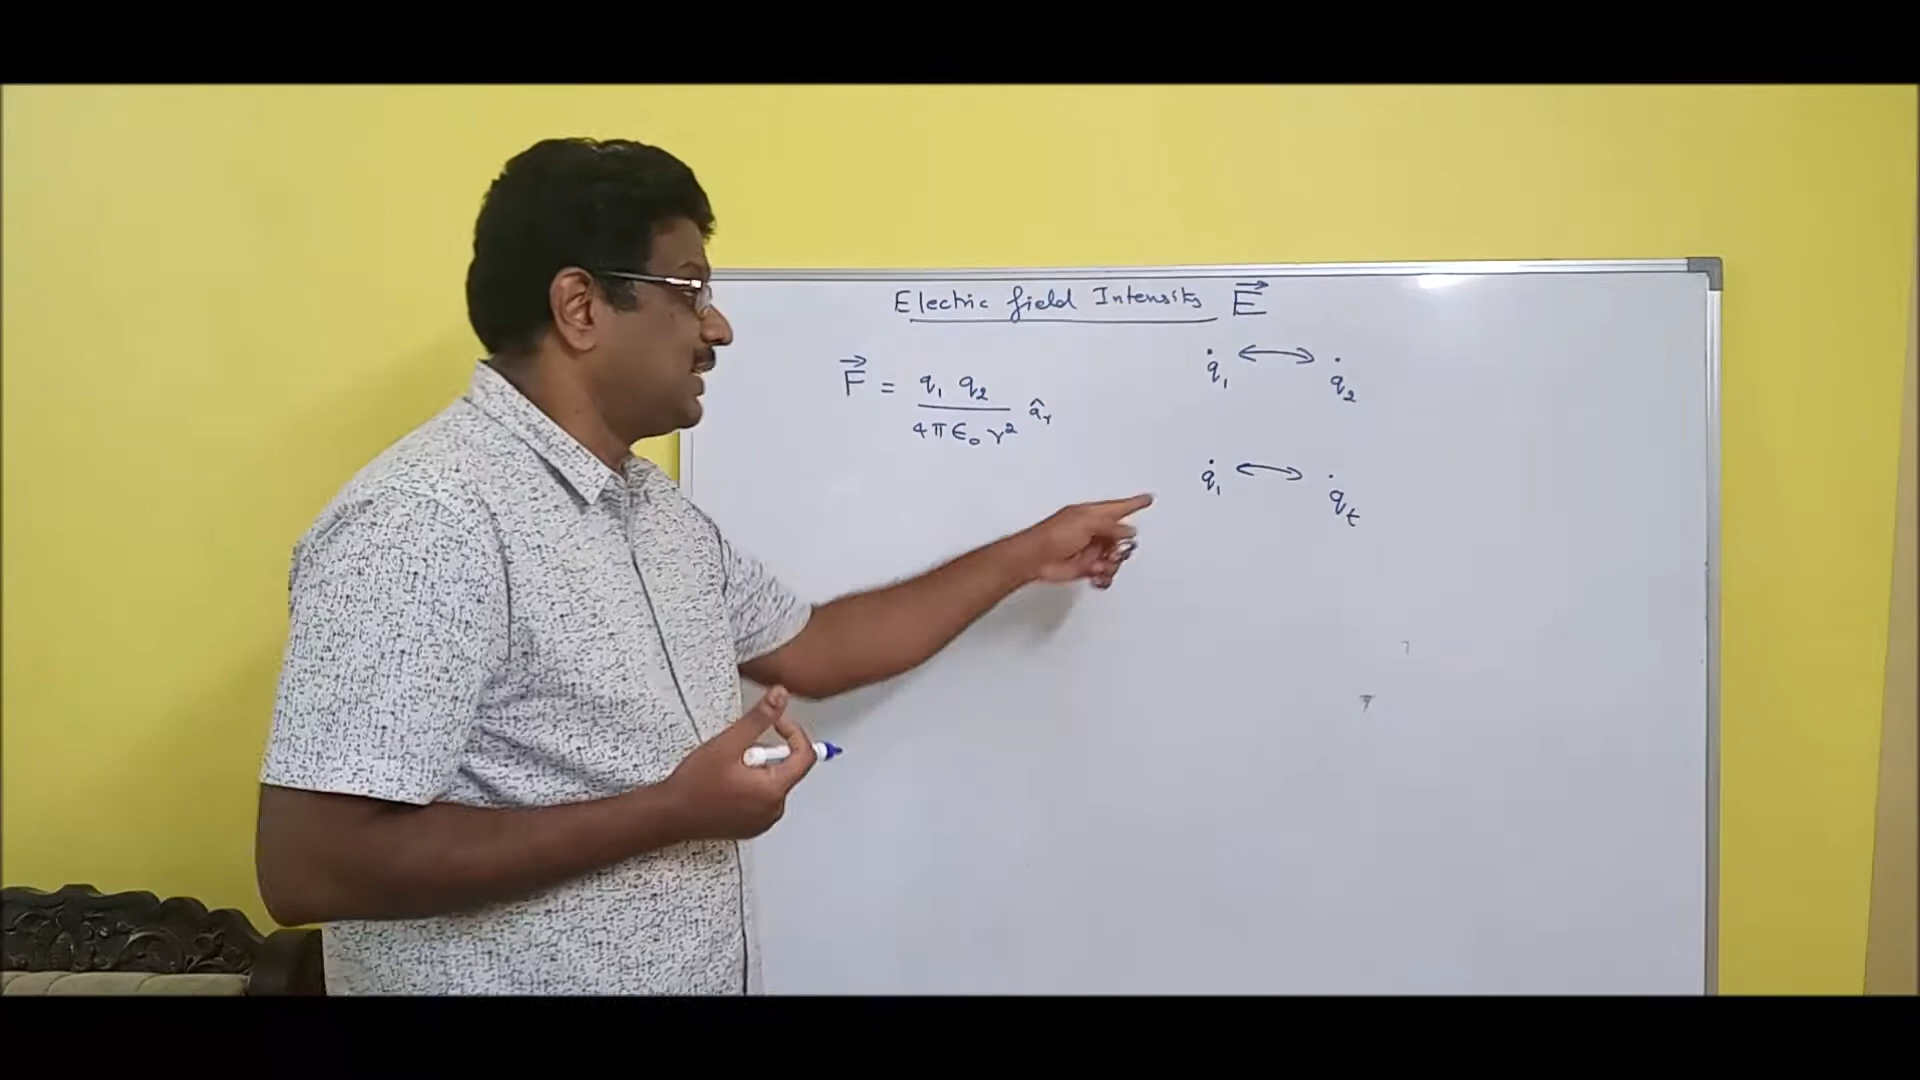 Electric field Intensity E⃗
F⃗ = q₁ q₂ / 4πϵ₀ r² âᵣ
q₁ ⟷ q₂
q₁ ⟷ qₜ